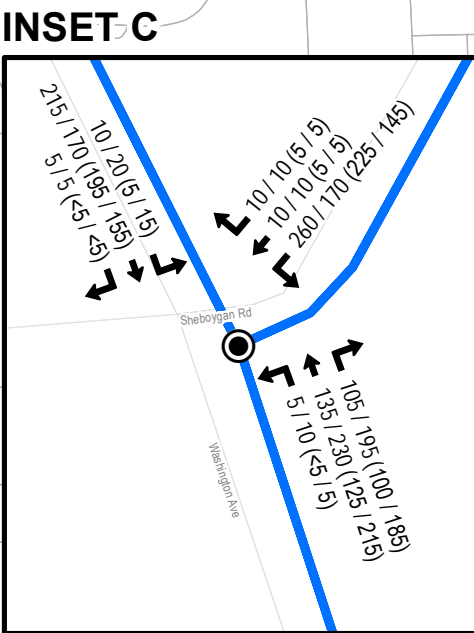 INSET C
10 / 20 (5 / 15)
215 / 170 (195 / 155)
5 / 5 (<5 / <5)
10 / 10 (5 / 5)
10 / 10 (5 / 5)
260 / 170 (225 / 145)
Sheboygan Rd
105 / 195 (100 / 185)
135 / 230 (125 / 215)
5 / 10 (<5 / 5)
Washington Ave